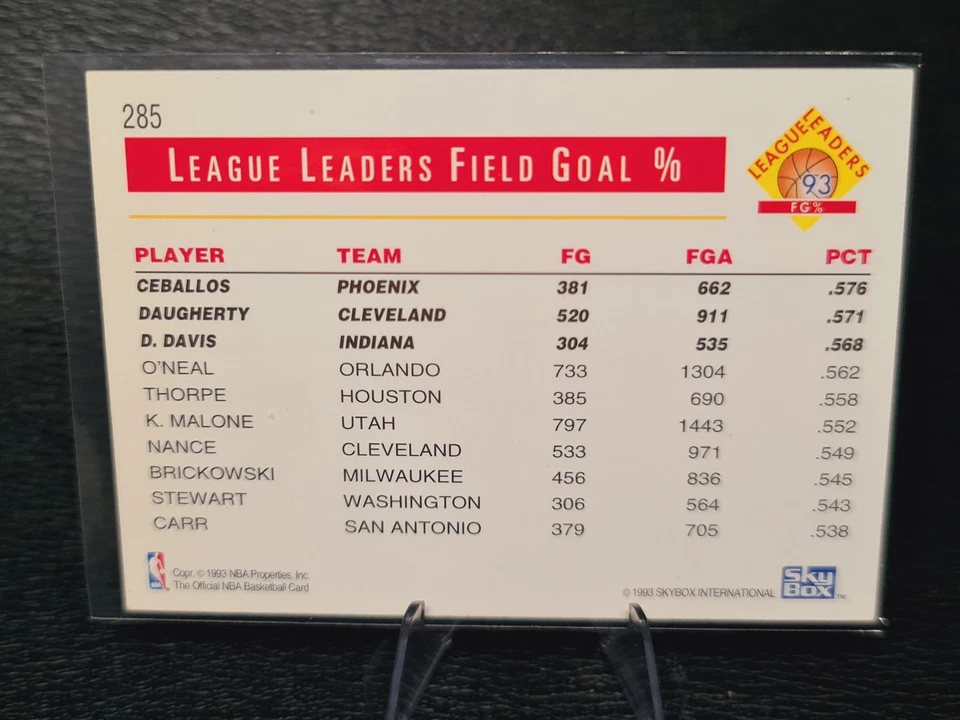 285
LEAGUE LEADERS FIELD GOAL %
LEAGUE LEADERS
93
FG%
PLAYER TEAM FG FGA PCT
CEBALLOS PHOENIX 381 662 .576
DAUGHERTY CLEVELAND 520 911 .571
D. DAVIS INDIANA 304 535 .568
O'NEAL ORLANDO 733 1304 .562
THORPE HOUSTON 385 690 .558
K. MALONE UTAH 797 1443 .552
NANCE CLEVELAND 533 971 .549
BRICKOWSKI MILWAUKEE 456 836 .545
STEWART WASHINGTON 306 564 .543
CARR SAN ANTONIO 379 705 .538
NBA
Copr. © 1993 NBA Properties, Inc.
The Official NBA Basketball Card
© 1993 SKYBOX INTERNATIONAL
SkyBox™